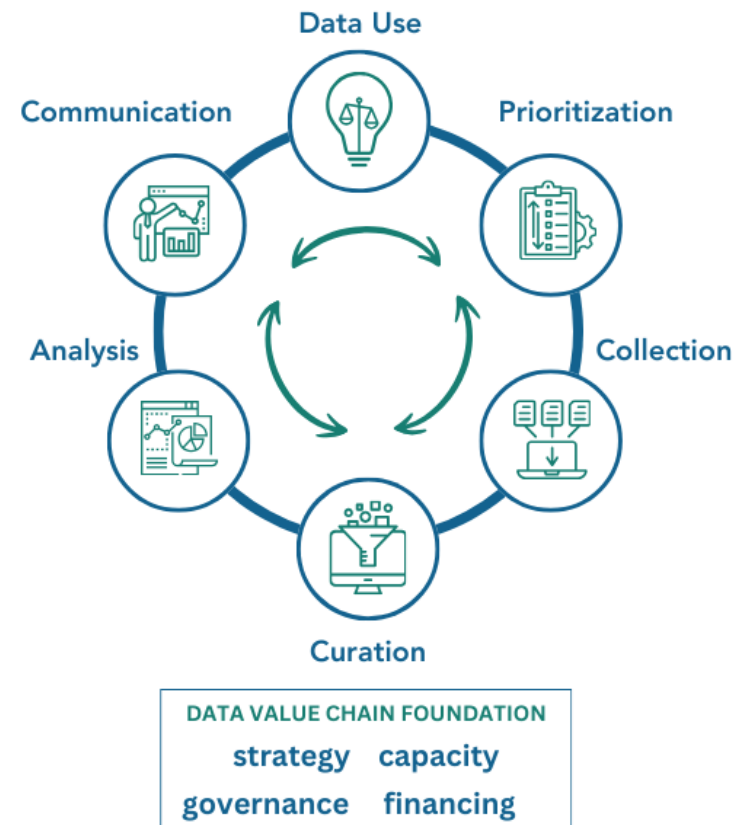 Data Use
Communication
Prioritization
Analysis
Collection
Curation
DATA VALUE CHAIN FOUNDATION
strategy capacity
governance financing